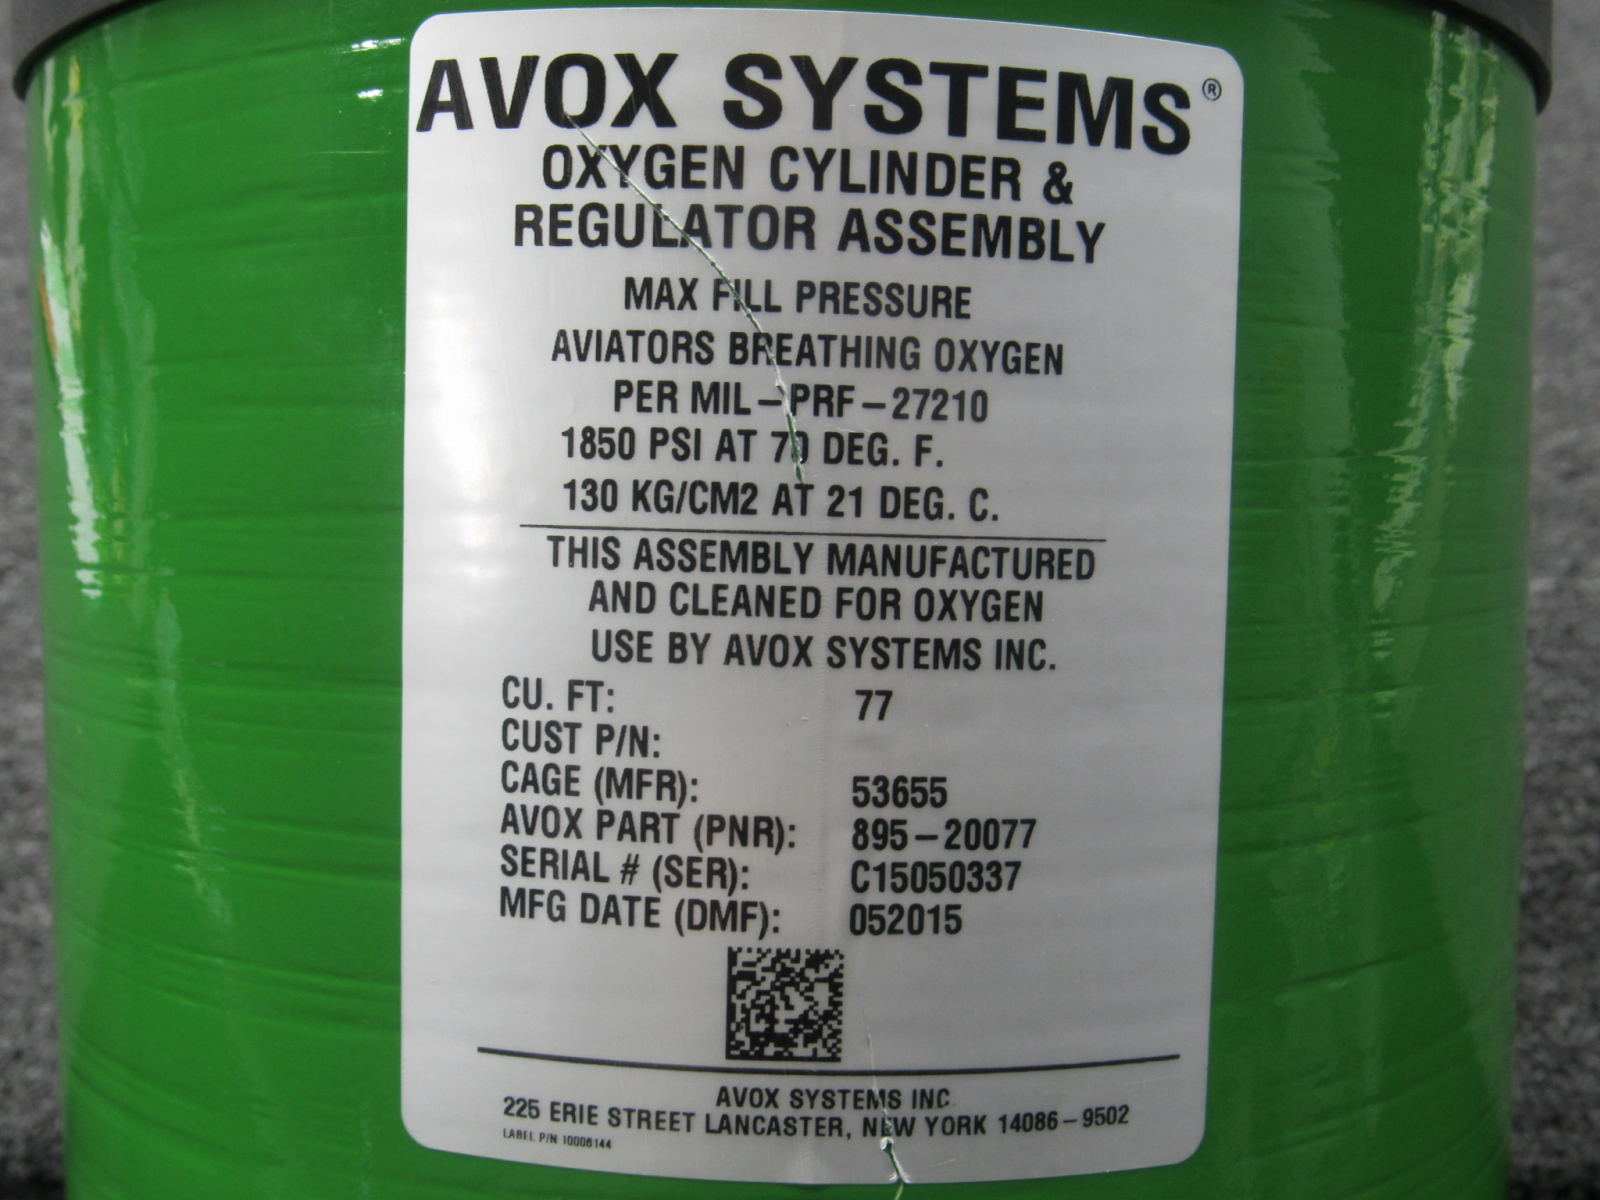 AVOX SYSTEMS®
OXYGEN CYLINDER &
REGULATOR ASSEMBLY
MAX FILL PRESSURE
AVIATORS BREATHING OXYGEN
PER MIL-PRF-27210
1850 PSI AT 70 DEG. F.
130 KG/CM2 AT 21 DEG. C.
THIS ASSEMBLY MANUFACTURED
AND CLEANED FOR OXYGEN
USE BY AVOX SYSTEMS INC.
CU. FT: 77
CUST P/N:
CAGE (MFR): 53655
AVOX PART (PNR): 895-20077
SERIAL # (SER): C15050337
MFG DATE (DMF): 052015
AVOX SYSTEMS INC
225 ERIE STREET LANCASTER, NEW YORK 14086-9502
LABEL P/N 10006144